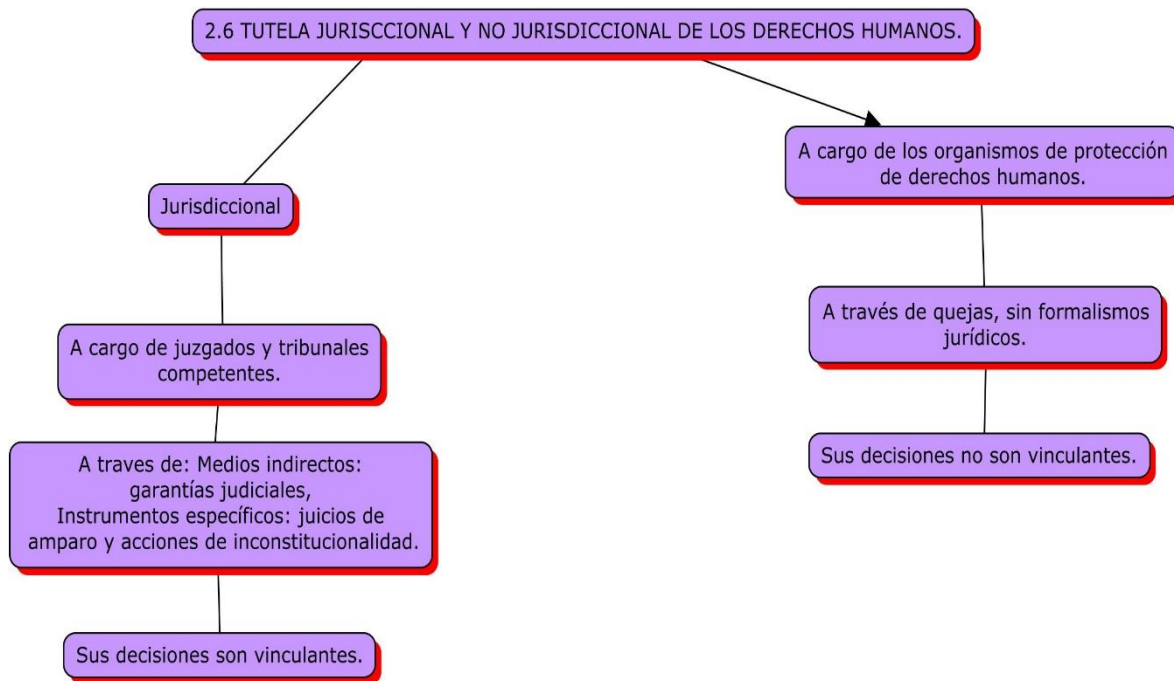 2.6 TUTELA JURISCCIONAL Y NO JURISDICCIONAL DE LOS DERECHOS HUMANOS.
Jurisdiccional
A cargo de juzgados y tribunales
competentes.
A traves de: Medios indirectos:
garantías judiciales,
Instrumentos específicos: juicios de
amparo y acciones de inconstitucionalidad.
Sus decisiones son vinculantes.
A cargo de los organismos de protección
de derechos humanos.
A través de quejas, sin formalismos
jurídicos.
Sus decisiones no son vinculantes.